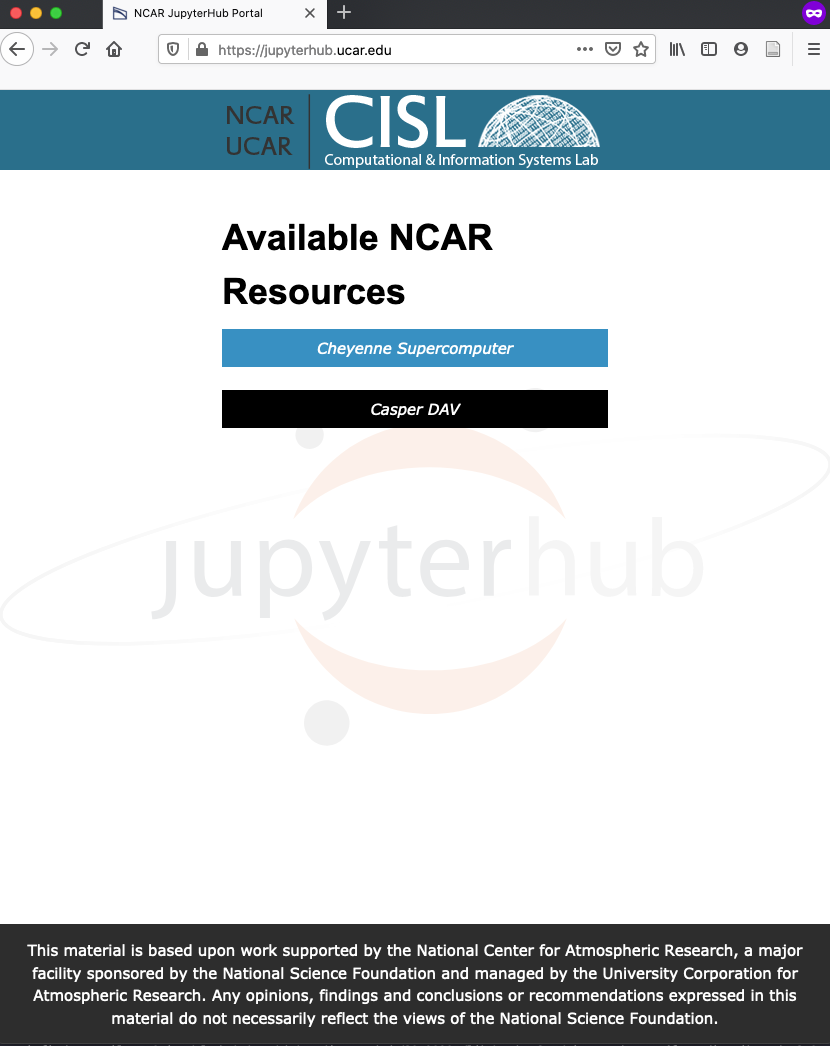 NCAR JupyterHub Portal
https://jupyterhub.ucar.edu
NCAR
UCAR
CISL
Computational & Information Systems Lab
Available NCAR
Resources
Cheyenne Supercomputer
Casper DAV
jupyterhub
This material is based upon work supported by the National Center for Atmospheric Research, a major
facility sponsored by the National Science Foundation and managed by the University Corporation for
Atmospheric Research. Any opinions, findings and conclusions or recommendations expressed in this
material do not necessarily reflect the views of the National Science Foundation.